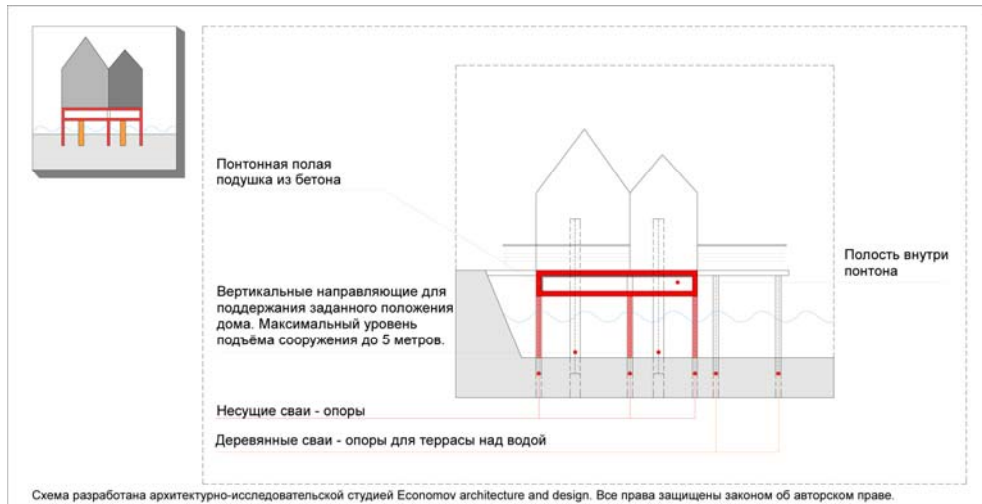 Понтонная полая
подушка из бетона
Полость внутри
понтона
Вертикальные направляющие для
поддержания заданного положения
дома. Максимальный уровень
подъёма сооружения до 5 метров.
Несущие сваи - опоры
Деревянные сваи - опоры для террасы над водой
Схема разработана архитектурно-исследовательской студией Economov architecture and design. Все права защищены законом об авторском праве.